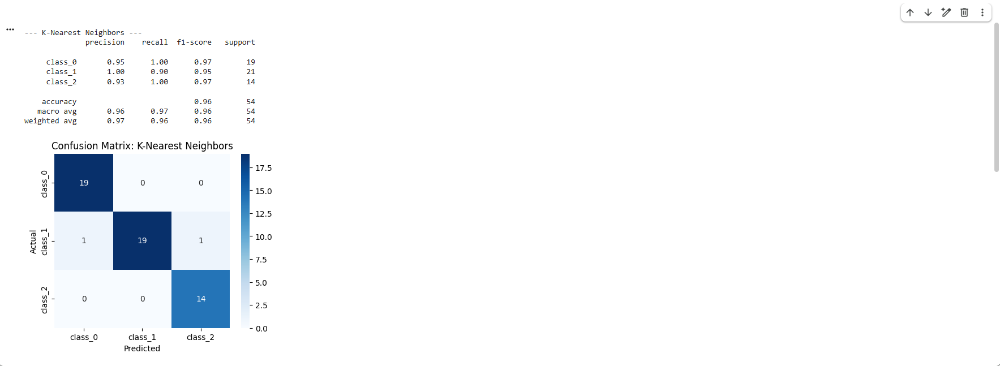 --- K-Nearest Neighbors ---
              precision    recall  f1-score   support

     class_0       0.95      1.00      0.97        19
     class_1       1.00      0.90      0.95        21
     class_2       0.93      1.00      0.97        14

    accuracy                           0.96        54
   macro avg       0.96      0.97      0.96        54
weighted avg       0.97      0.96      0.96        54

Confusion Matrix: K-Nearest Neighbors
class_0 19 0 0
class_1 1 19 1
class_2 0 0 14
Actual
class_0 class_1 class_2
Predicted
17.5
15.0
12.5
10.0
7.5
5.0
2.5
0.0